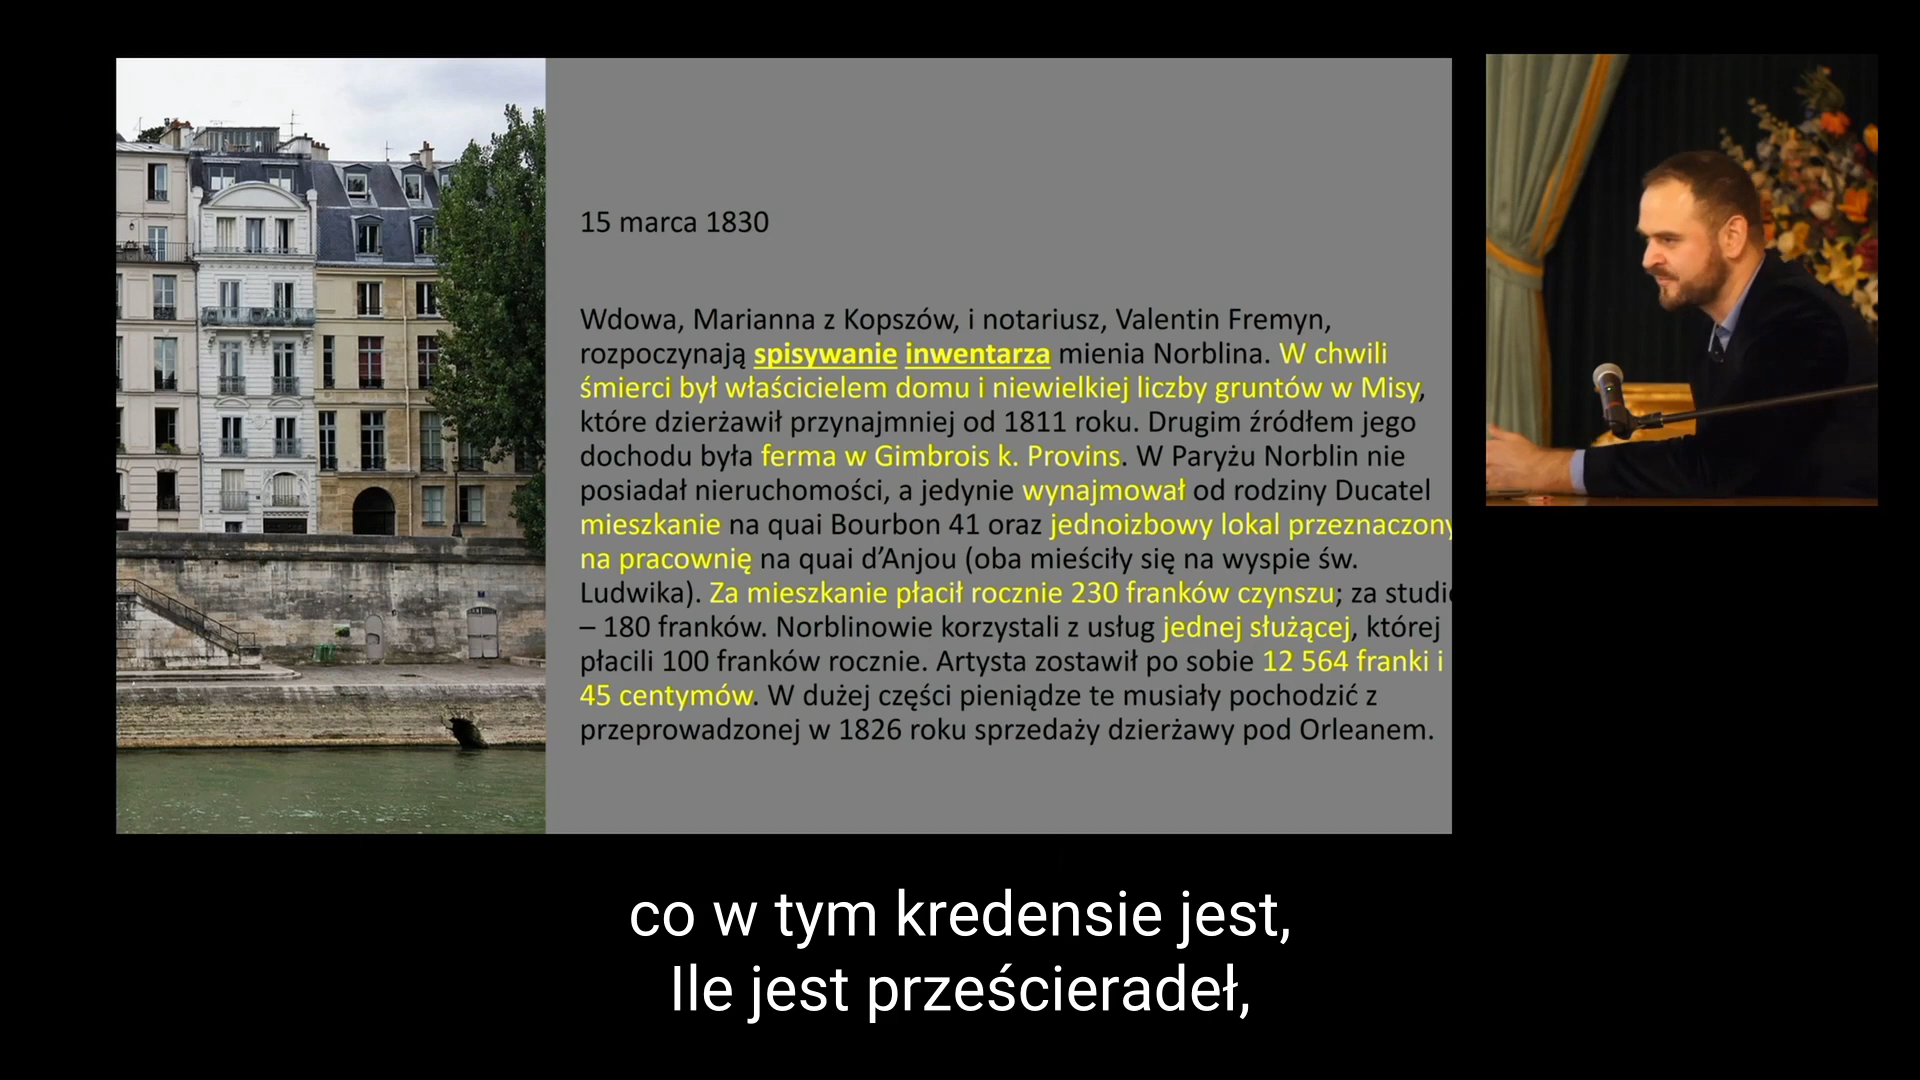 15 marca 1830
Wdowa, Marianna z Kopszów, i notariusz, Valentin Fremyn,
rozpoczynają spisywanie inwentarza mienia Norblina. W chwili
śmierci był właścicielem domu i niewielkiej liczby gruntów w Misy,
które dzierżawił przynajmniej od 1811 roku. Drugim źródłem jego
dochodu była ferma w Gimbrois k. Provins. W Paryżu Norblin nie
posiadał nieruchomości, a jedynie wynajmował od rodziny Ducatel
mieszkanie na quai Bourbon 41 oraz jednoizbowy lokal przeznaczony
na pracownię na quai d’Anjou (oba mieściły się na wyspie św.
Ludwika). Za mieszkanie płacił rocznie 230 franków czynszu; za studio
– 180 franków. Norblinowie korzystali z usług jednej służącej, której
płacili 100 franków rocznie. Artysta zostawił po sobie 12 564 franki i
45 centymów. W dużej części pieniądze te musiały pochodzić z
przeprowadzonej w 1826 roku sprzedaży dzierżawy pod Orleanem.
co w tym kredensie jest,
Ile jest prześcieradeł,